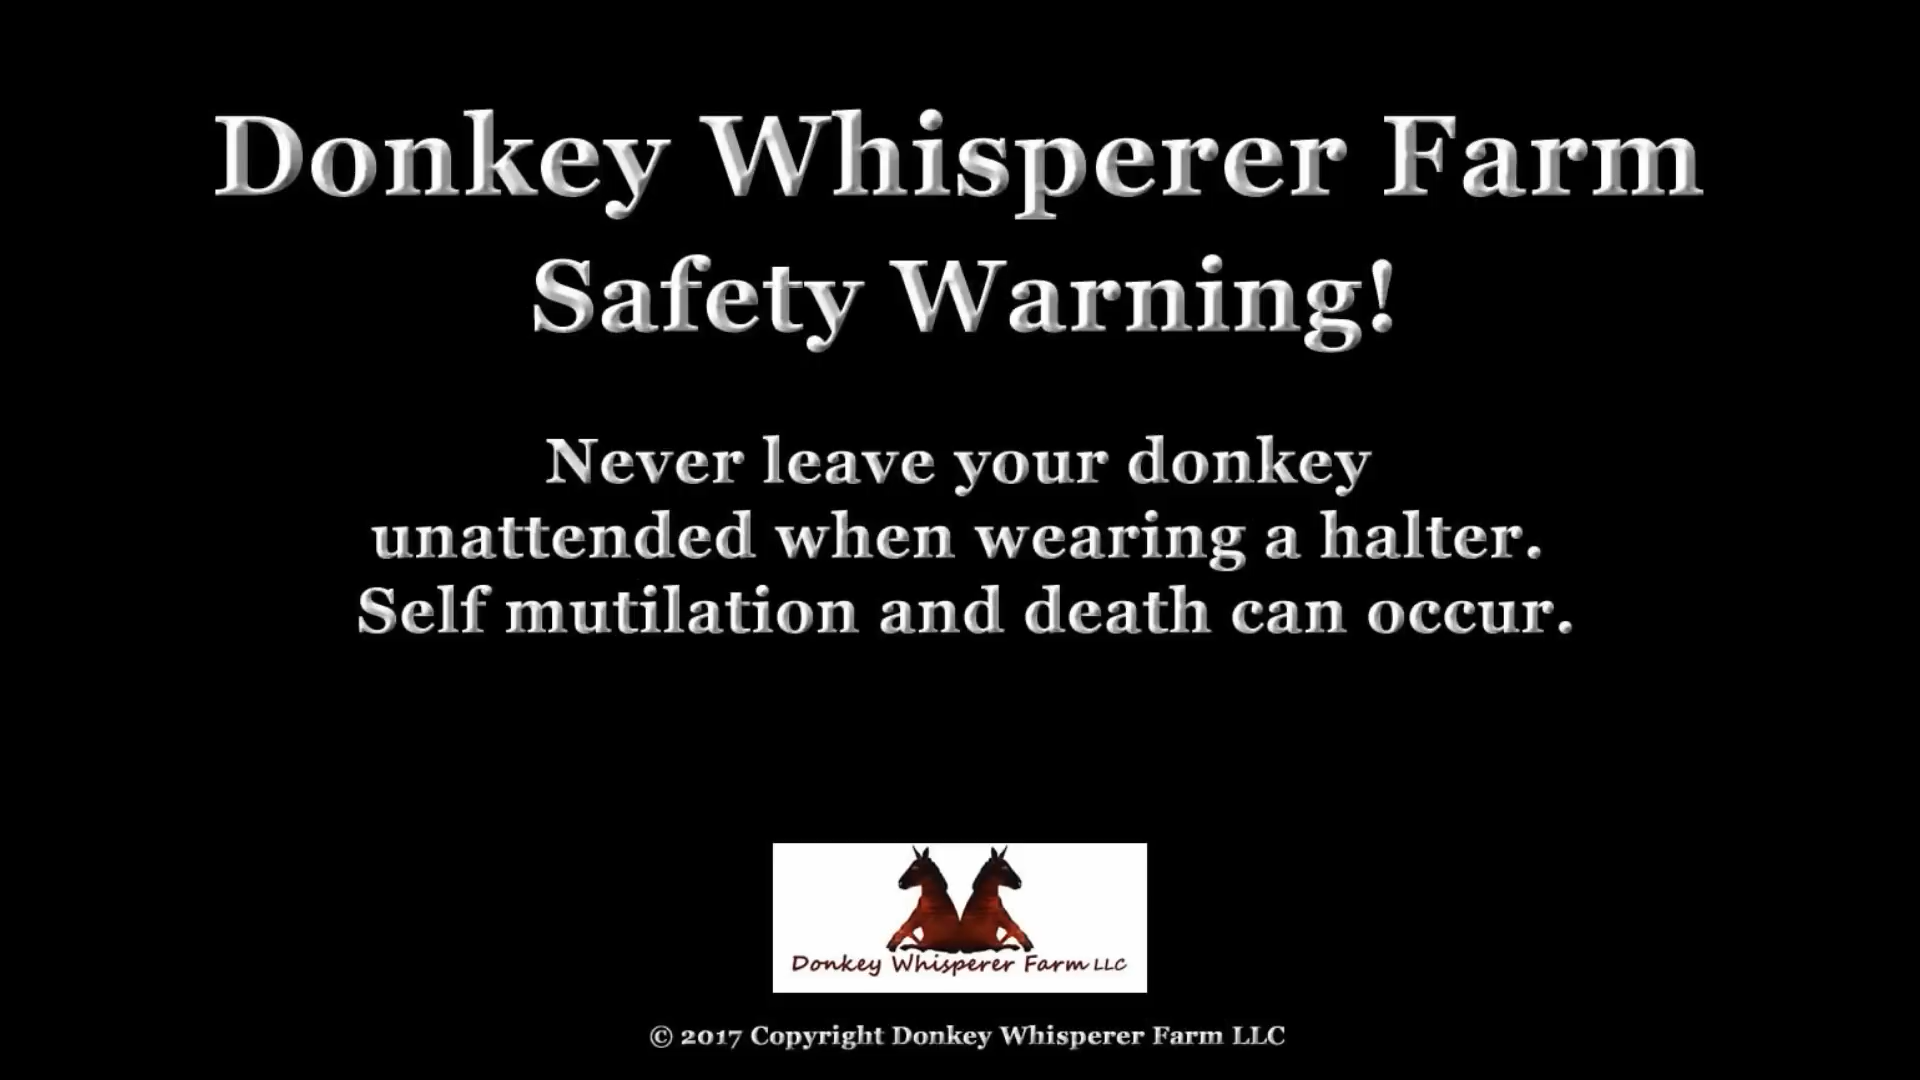 Donkey Whisperer Farm
Safety Warning!
Never leave your donkey
unattended when wearing a halter.
Self mutilation and death can occur.
Donkey Whisperer Farm LLC
© 2017 Copyright Donkey Whisperer Farm LLC